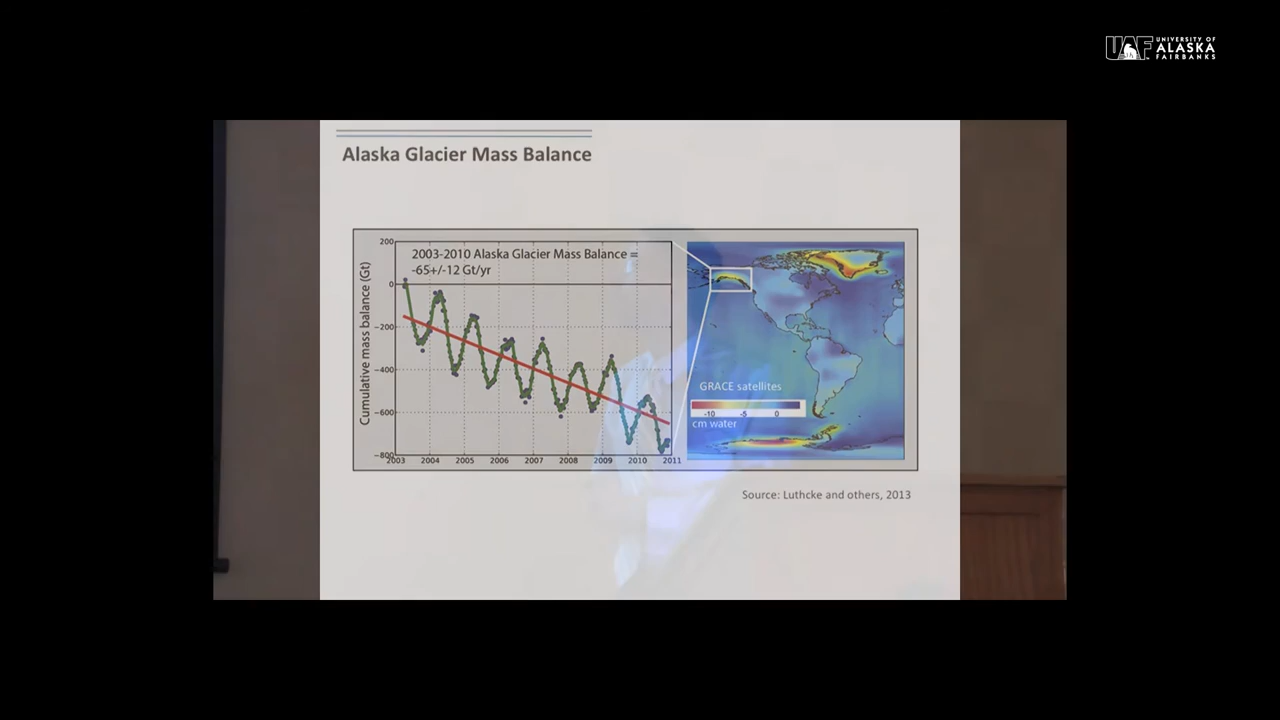 UAF UNIVERSITY OF
ALASKA
FAIRBANKS
Alaska Glacier Mass Balance
2003-2010 Alaska Glacier Mass Balance =
-65+/-12 Gt/yr
Cumulative mass balance (Gt)
200
0
−200
−400
−600
−800
2003 2004 2005 2006 2007 2008 2009 2010 2011
GRACE satellites
-10 -5 0
cm water
Source: Luthcke and others, 2013